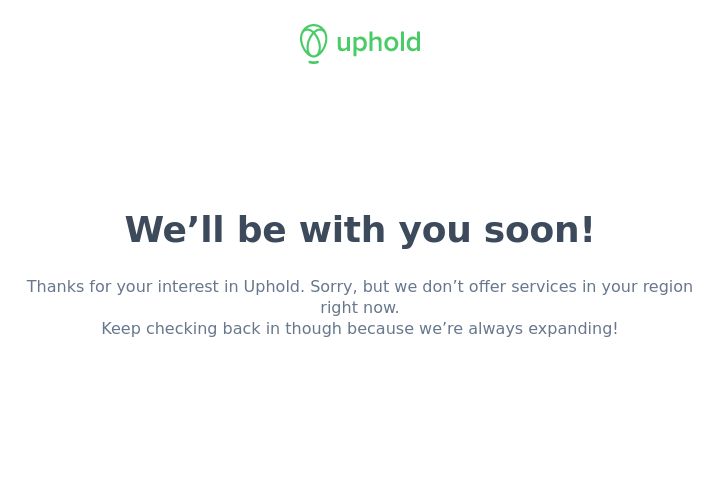 uphold
We’ll be with you soon!
Thanks for your interest in Uphold. Sorry, but we don’t offer services in your region
right now.
Keep checking back in though because we’re always expanding!